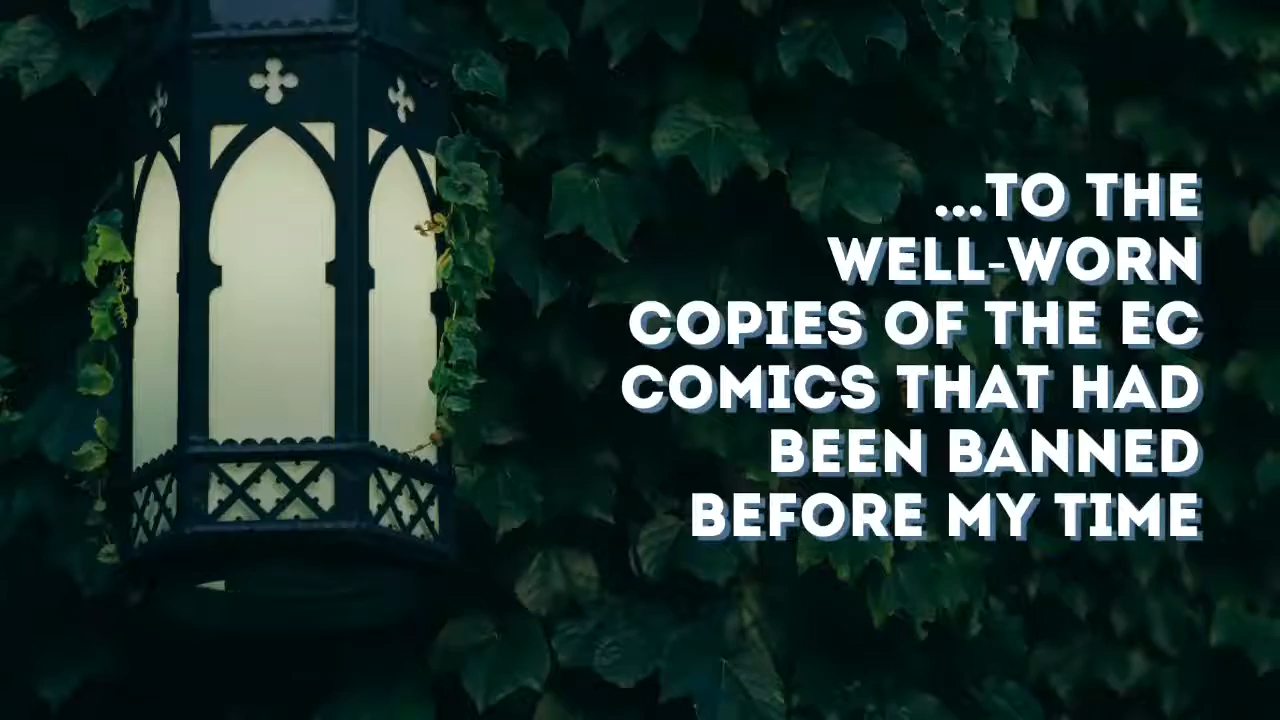 ...TO THE
WELL-WORN
COPIES OF THE EC
COMICS THAT HAD
BEEN BANNED
BEFORE MY TIME